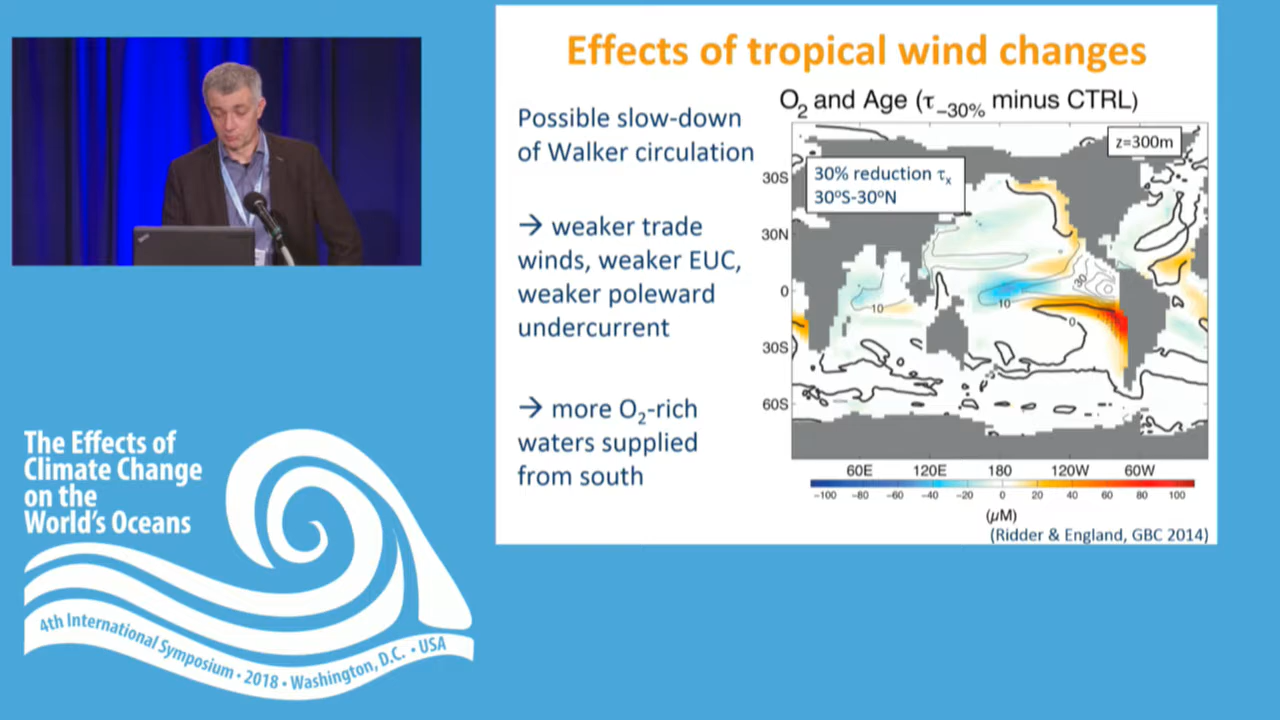 Effects of tropical wind changes
Possible slow-down
of Walker circulation
→ weaker trade
winds, weaker EUC,
weaker poleward
undercurrent
→ more O₂-rich
waters supplied
from south
O₂ and Age (τ₋₃₀% minus CTRL)
z=300m
30% reduction τₓ
30ºS-30ºN
30S
30N
0
30S
60S
10
10
0
0
30
60E 120E 180 120W 60W
−100 −80 −60 −40 −20 0 20 40 60 80 100
(µM)
(Ridder & England, GBC 2014)
The Effects of
Climate Change
on the
World's Oceans
4th International Symposium • 2018 • Washington, D.C. • USA